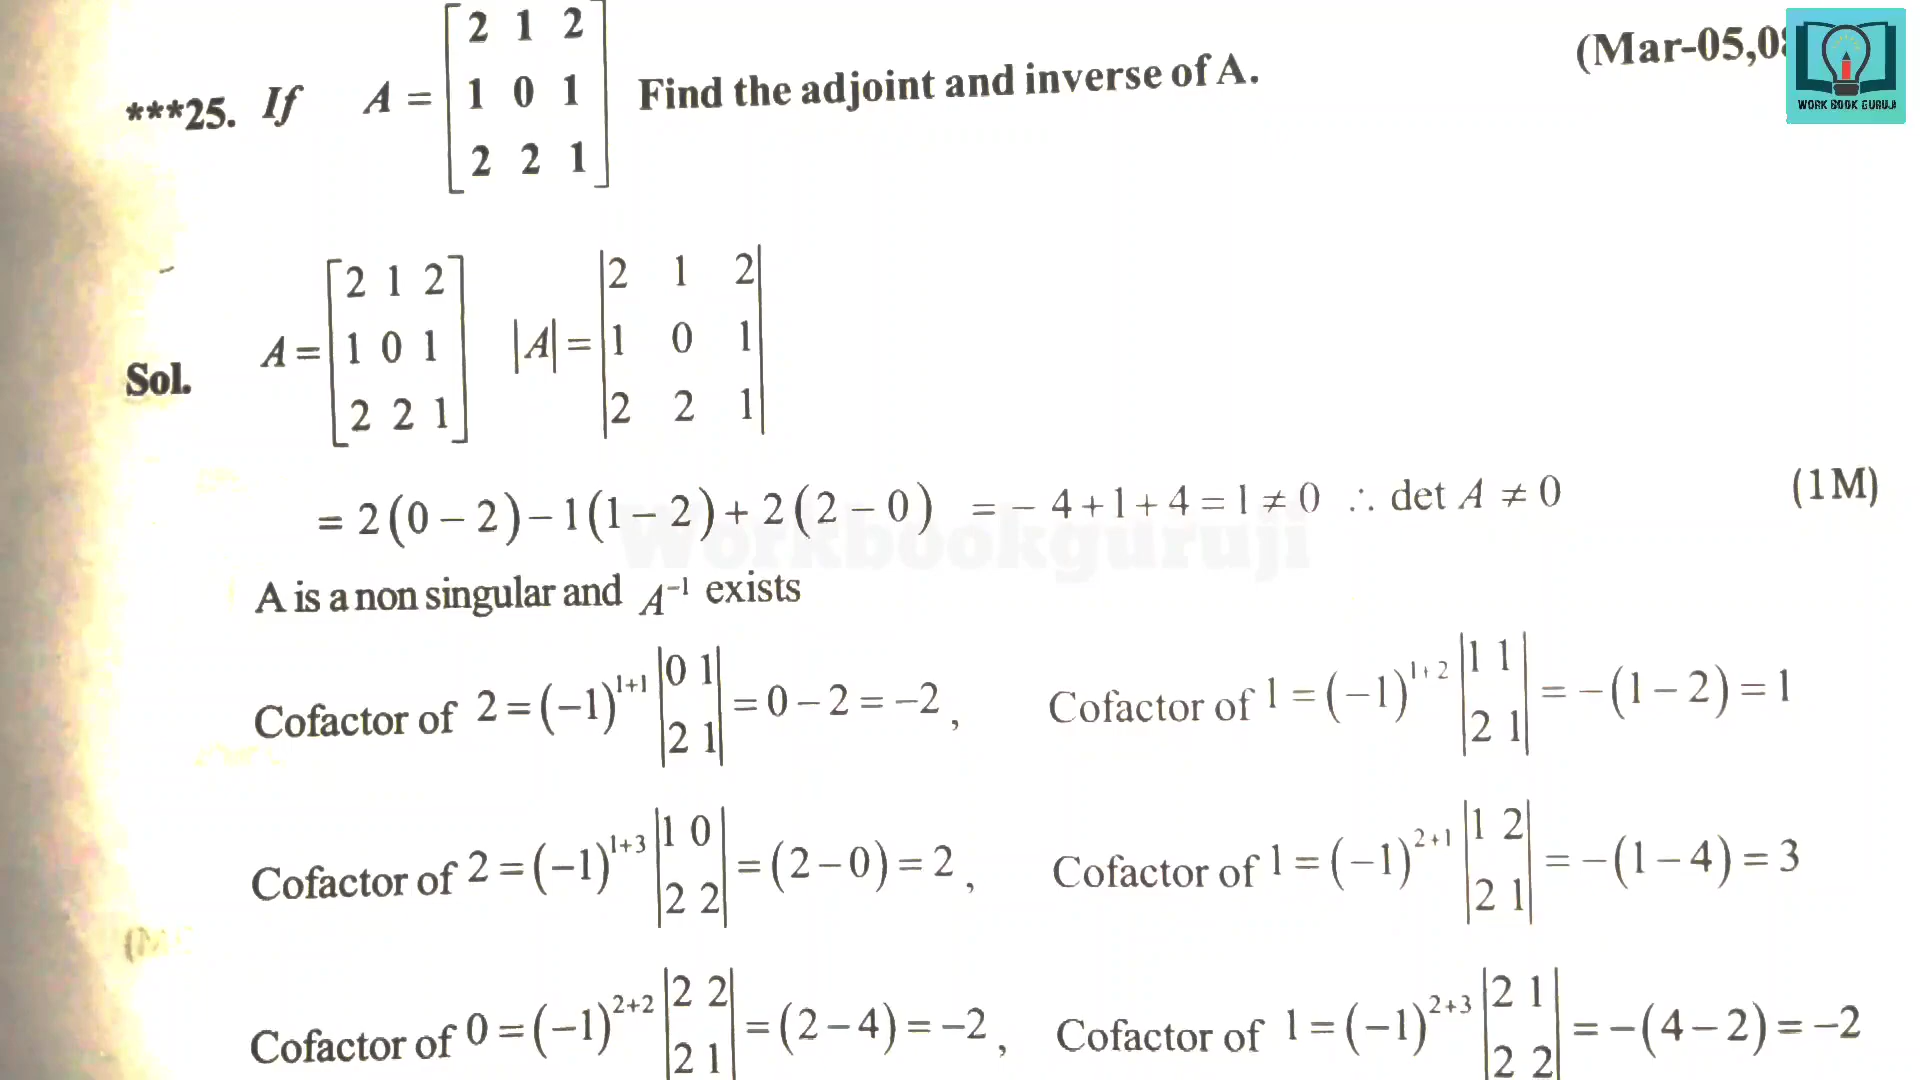 ***25. If A = [2 1 2
1 0 1
2 2 1] Find the adjoint and inverse of A. (Mar-05,08
WORK BOOK GURUJI
Sol. A = [2 1 2
1 0 1
2 2 1] |A| = |2 1 2
1 0 1
2 2 1|
= 2(0 − 2) − 1(1 − 2) + 2(2 − 0) = − 4 + 1 + 4 = 1 ≠ 0 ∴ det A ≠ 0 (1M)
Workbookguruji
A is a non singular and A⁻¹ exists
Cofactor of 2 = (−1)¹⁺¹ |0 1
2 1| = 0 − 2 = −2 , Cofactor of 1 = (−1)¹⁺² |1 1
2 1| = −(1 − 2) = 1
Cofactor of 2 = (−1)¹⁺³ |1 0
2 2| = (2 − 0) = 2 , Cofactor of 1 = (−1)²⁺¹ |1 2
2 1| = −(1 − 4) = 3
Cofactor of 0 = (−1)²⁺² |2 2
2 1| = (2 − 4) = −2 , Cofactor of 1 = (−1)²⁺³ |2 1
2 2| = −(4 − 2) = −2